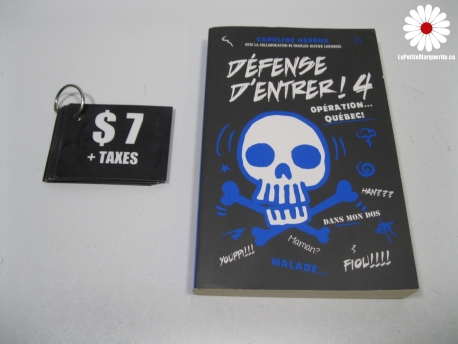 LaPetiteMarguerite.ca
CAROLINE HÉROUX
AVEC LA COLLABORATION DE CHARLES-OLIVIER LAROUCHE
DÉFENSE
D'ENTRER! 4
OPÉRATION...
QUÉBEC!
$7
+ TAXES
HAN???
DANS MON DOS
Maman?
YOUPPI!!!
FIOU!!!!
MALADE...